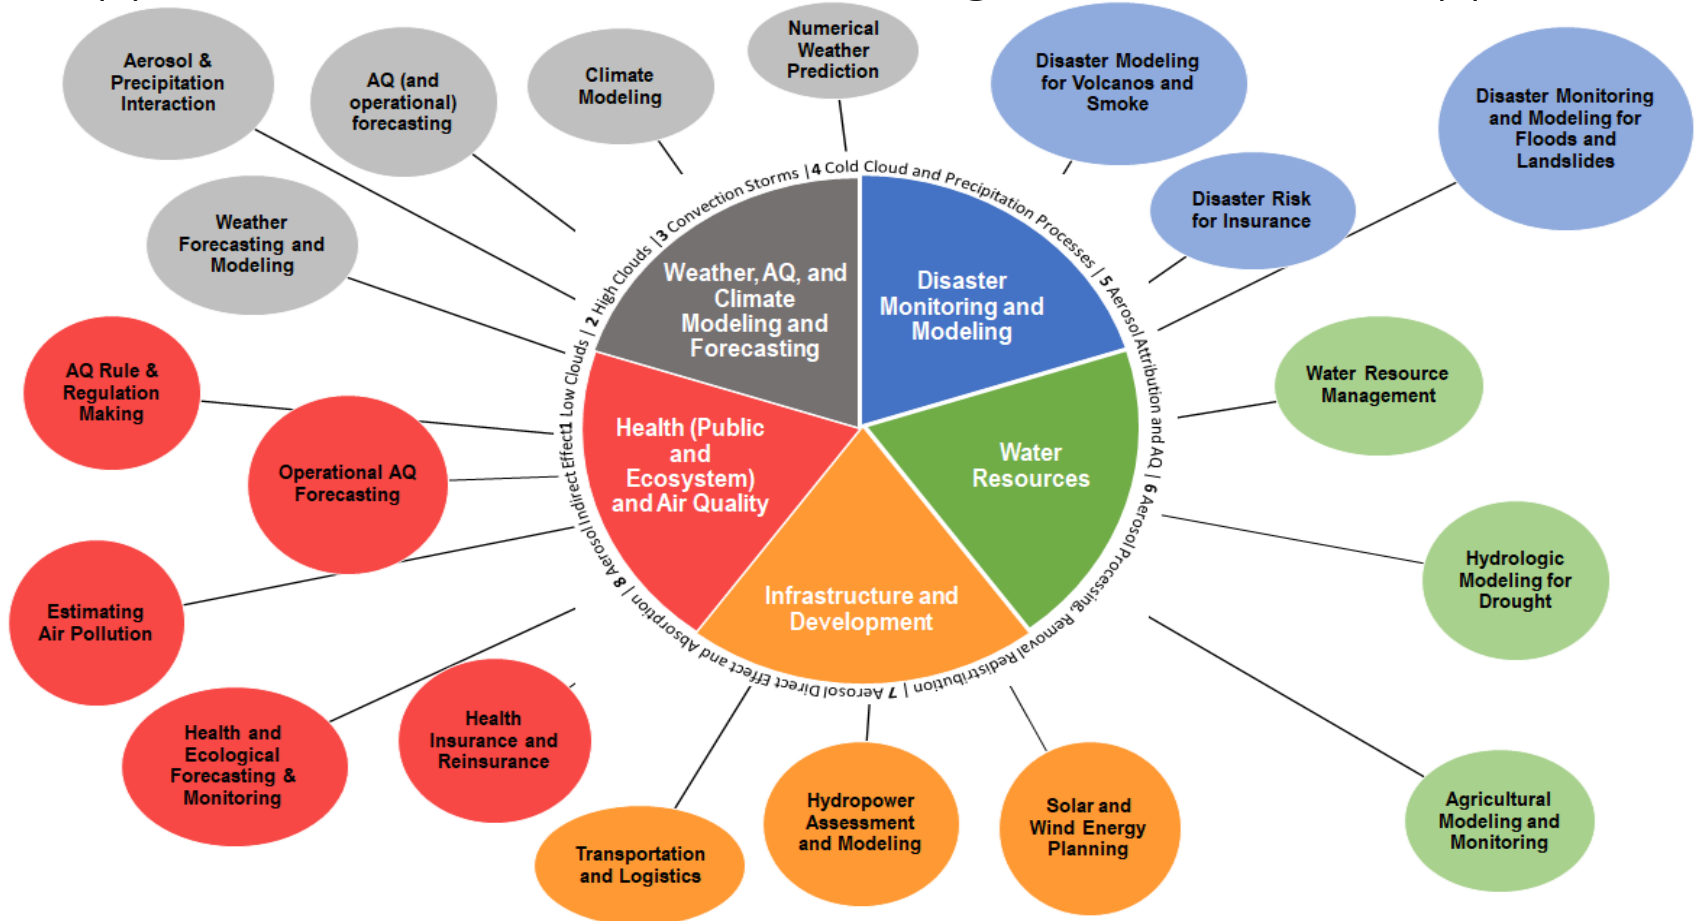 Numerical
Weather
Prediction
Aerosol &
Precipitation
Interaction
AQ (and
operational)
forecasting
Climate
Modeling
Disaster Modeling
for Volcanos and
Smoke
Disaster Monitoring
and Modeling for
Floods and
Landslides
Weather
Forecasting and
Modeling
Disaster Risk
for Insurance
1 Low Clouds | 2 High Clouds |3 Convection Storms |4 Cold Cloud and Precipitation Processes | 5 Aerosol Attribution and AQ | 6 Aerosol Processing, Removal Redistribution | 7 Aerosol Direct Effect and Absorption | 8 Aerosol Indirect Effect
Weather, AQ, and
Climate
Modeling and
Forecasting
Disaster
Monitoring and
Modeling
Health (Public
and
Ecosystem)
and Air Quality
Water
Resources
Infrastructure and
Development
AQ Rule &
Regulation
Making
Operational AQ
Forecasting
Estimating
Air Pollution
Health and
Ecological
Forecasting &
Monitoring
Health
Insurance and
Reinsurance
Water Resource
Management
Hydrologic
Modeling for
Drought
Agricultural
Modeling and
Monitoring
Transportation
and Logistics
Hydropower
Assessment
and Modeling
Solar and
Wind Energy
Planning